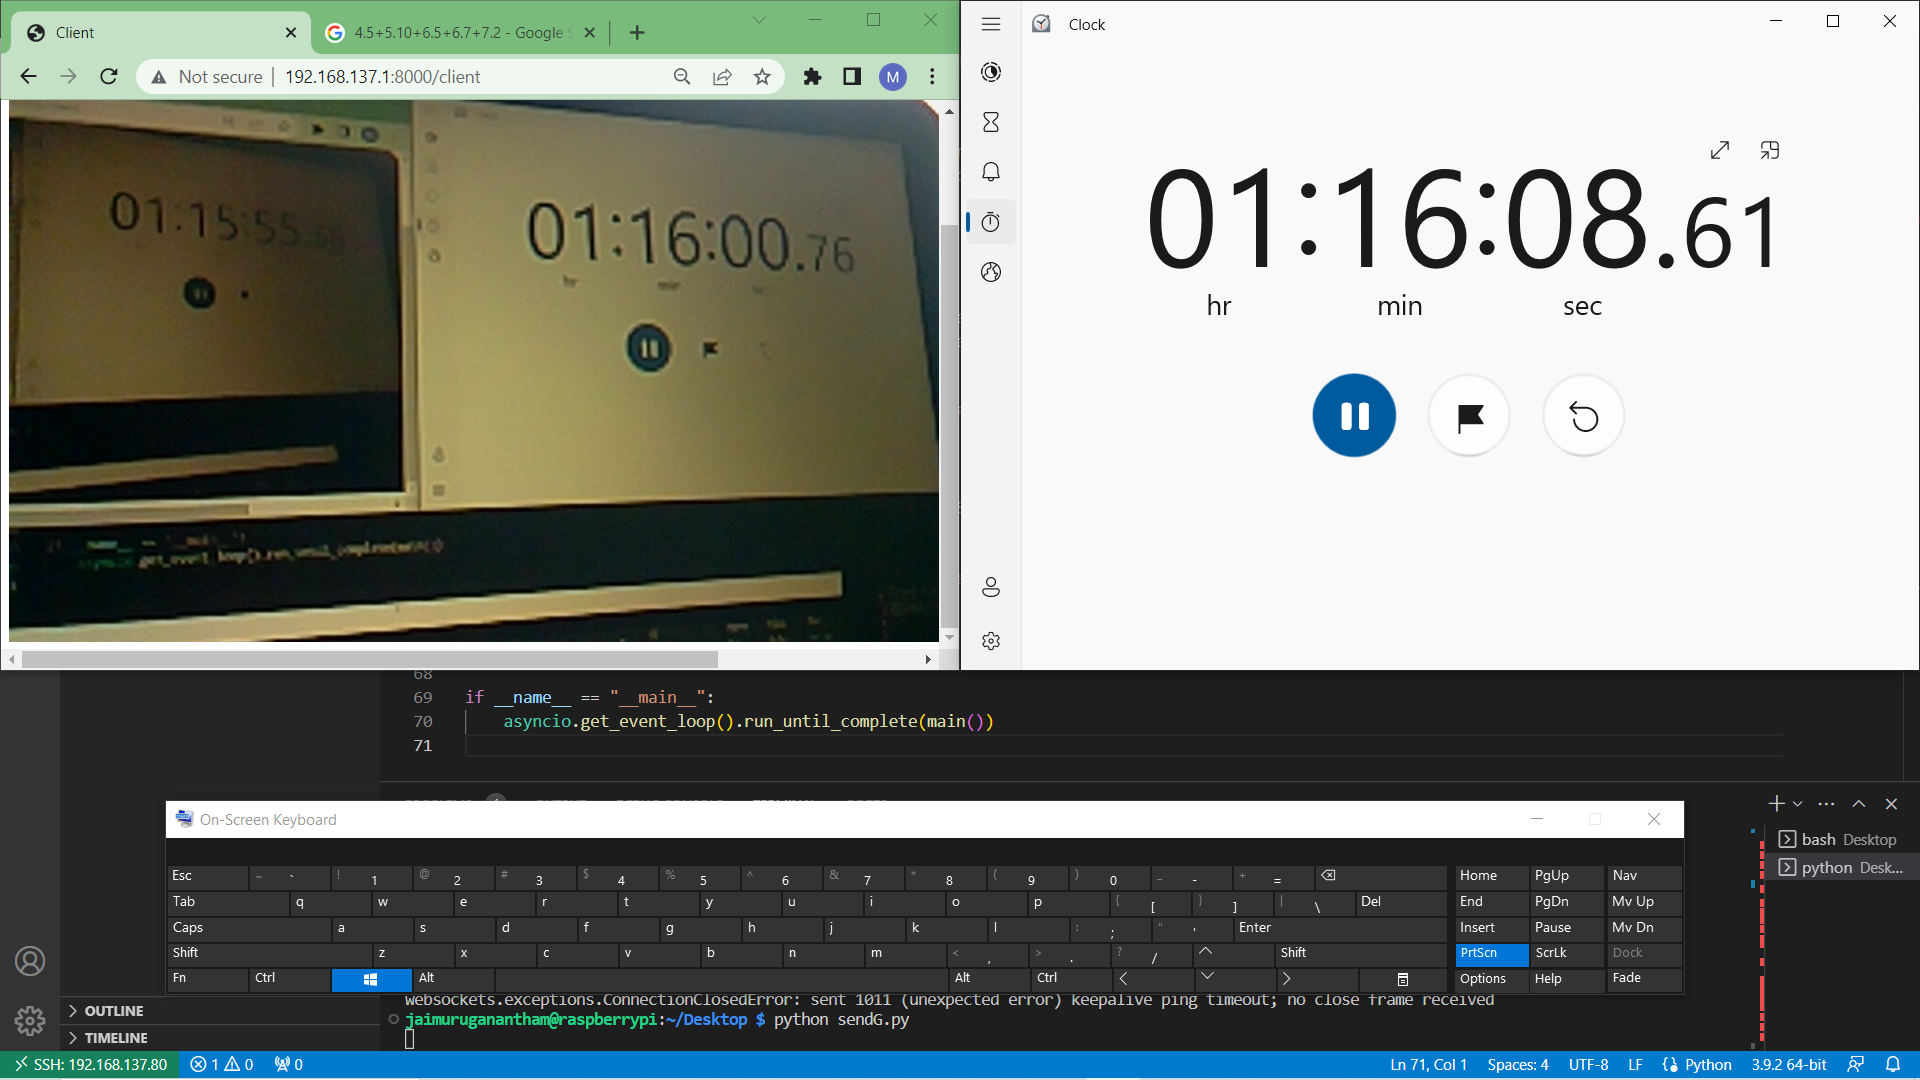 Client
4.5+5.10+6.5+6.7+7.2 - Google S
Not secure
192.168.137.1:8000/client
M
01:15:55
01:16:00.76
hr min sec
Clock
01:16:08.61
hr min sec
68
69 if __name__ == "__main__":
70 asyncio.get_event_loop().run_until_complete(main())
71
On-Screen Keyboard
Esc ~ ` ! 1 @ 2 # 3 $ 4 % 5 ^ 6 & 7 * 8 ( 9 ) 0 _ - + = Home PgUp Nav
Tab q w e r t y u i o p { [ } ] | \ Del End PgDn Mv Up
Caps a s d f g h j k l : ; " ' Enter Insert Pause Mv Dn
Shift z x c v b n m < , > . ? / Shift PrtScn ScrLk Dock
Fn Ctrl Alt Alt Ctrl Options Help Fade
bash Desktop
python Desk...
websockets.exceptions.ConnectionClosedError: sent 1011 (unexpected error) keepalive ping timeout; no close frame received
jaimuruganantham@raspberrypi:~/Desktop $ python sendG.py
OUTLINE
TIMELINE
SSH: 192.168.137.80 1 0 0 Ln 71, Col 1 Spaces: 4 UTF-8 LF Python 3.9.2 64-bit